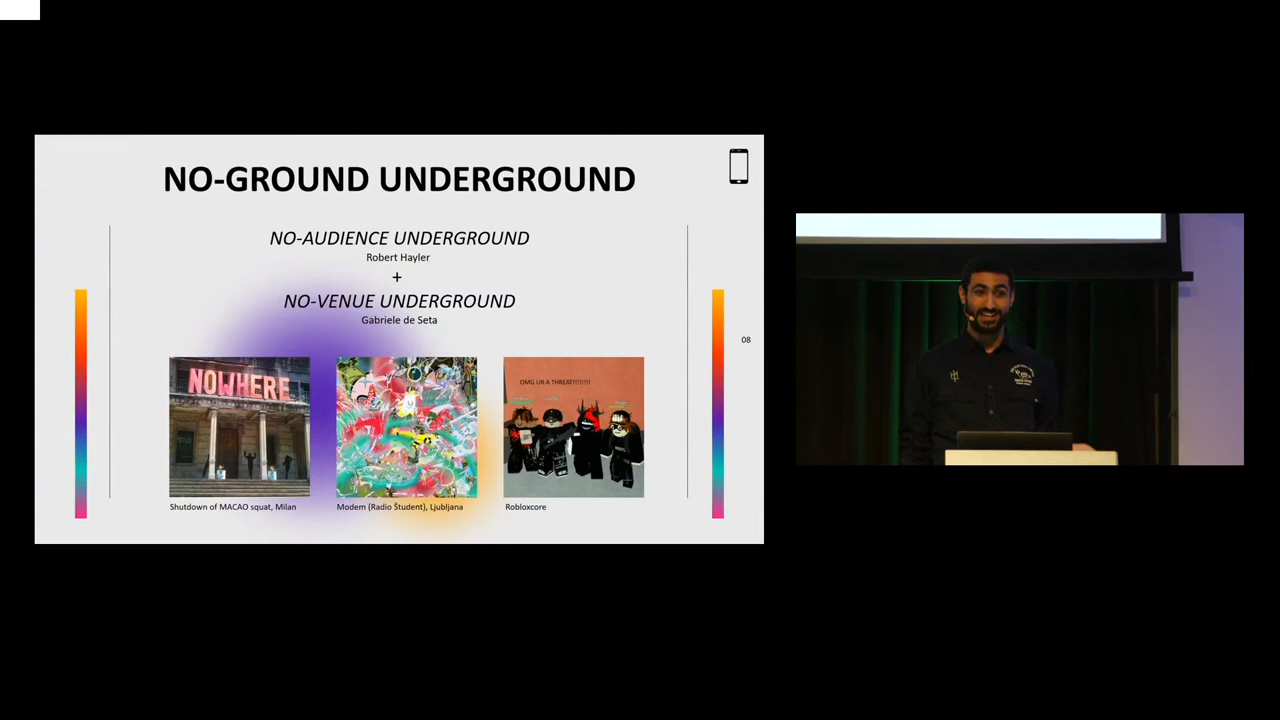 NO-GROUND UNDERGROUND
NO-AUDIENCE UNDERGROUND
Robert Hayler
+
NO-VENUE UNDERGROUND
Gabriele de Seta
08
NOWHERE
OMG UR A THREAT!!!!!!!!
Shutdown of MACAO squat, Milan
Modem (Radio Študent), Ljubljana
Robloxcore